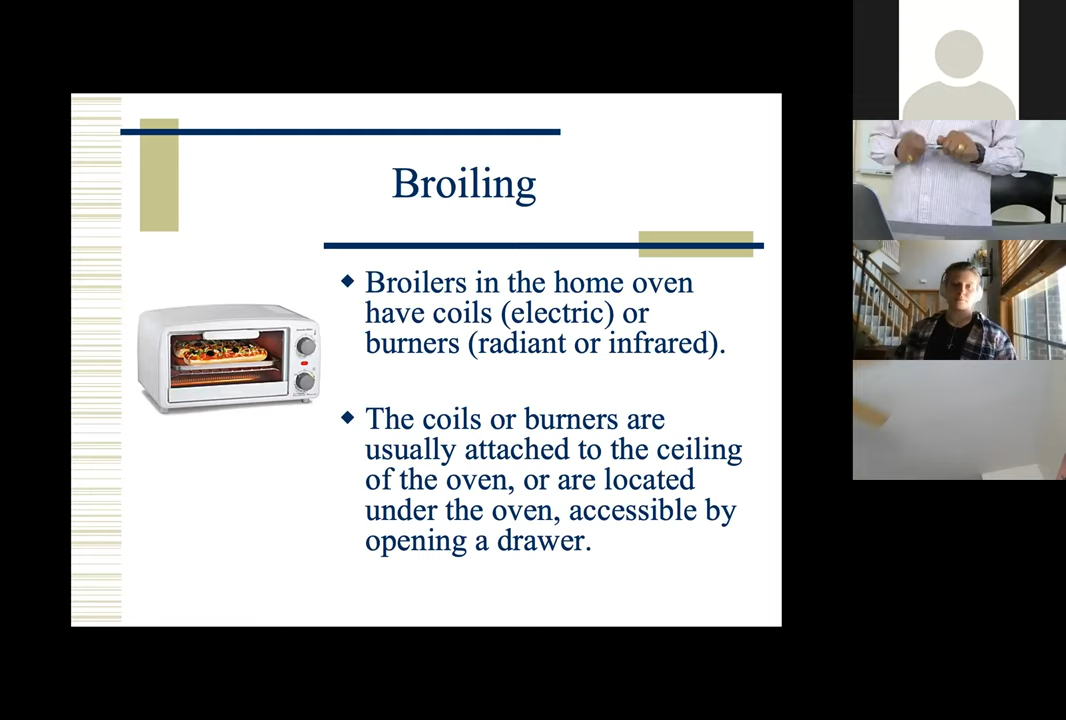 Broiling
Broilers in the home oven
have coils (electric) or
burners (radiant or infrared).
The coils or burners are
usually attached to the ceiling
of the oven, or are located
under the oven, accessible by
opening a drawer.